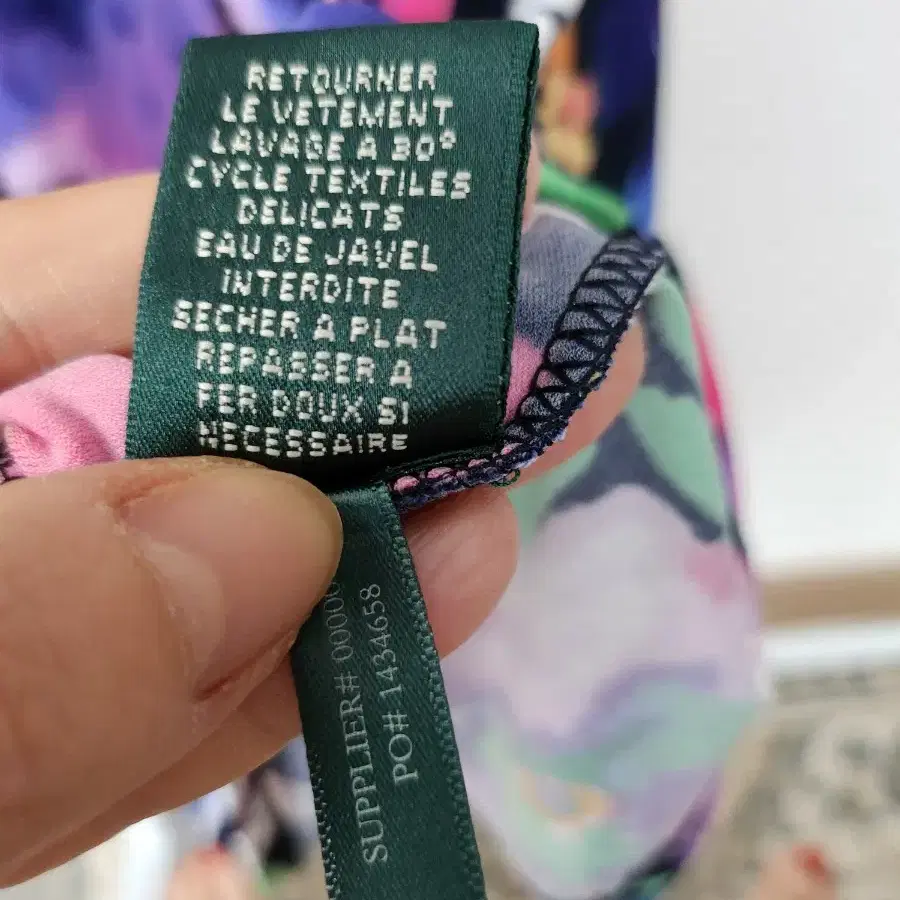 RETOURNER
LE VETEMENT
LAVAGE A 30°
CYCLE TEXTILES
DELICATS
EAU DE JAVEL
INTERDITE
SECHER A PLAT
REPASSER A
FER DOUX SI
NECESSAIRE
SUPPLIER#
PO# 1434658